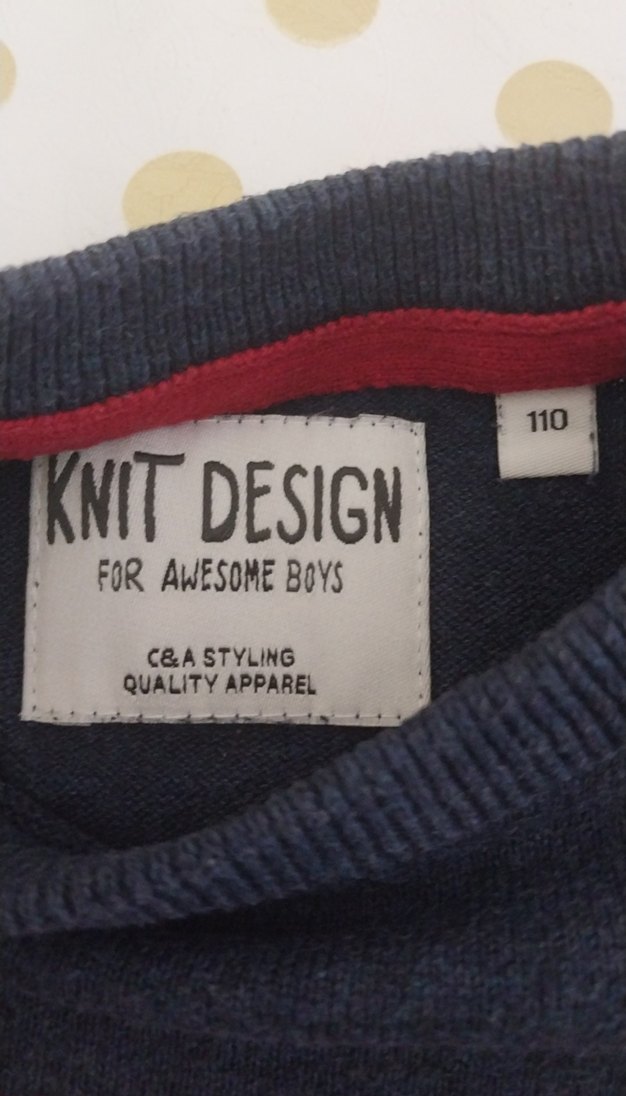 KNIT DESIGN
FOR AWESOME BOYS
C&A STYLING
QUALITY APPAREL
110